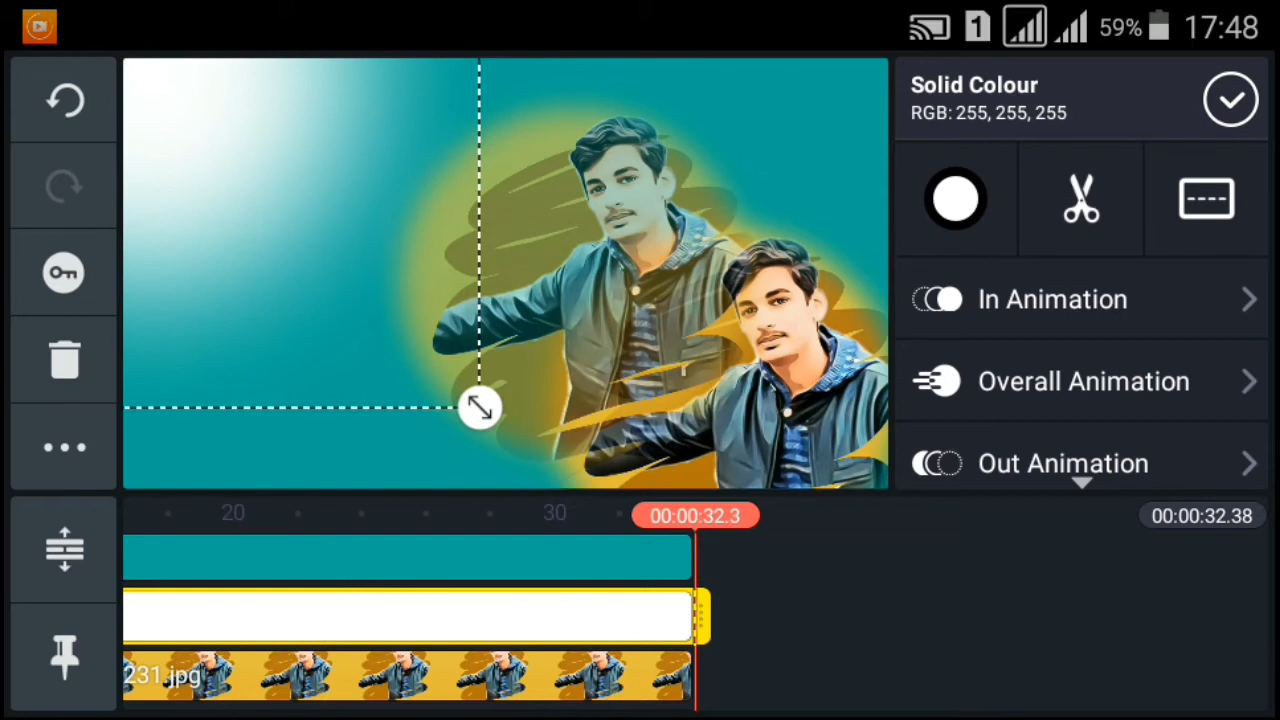 1 59% 17:48
Solid Colour
RGB: 255, 255, 255
In Animation
Overall Animation
Out Animation
20 30 00:00:32.3 00:00:32.38
231.jpg